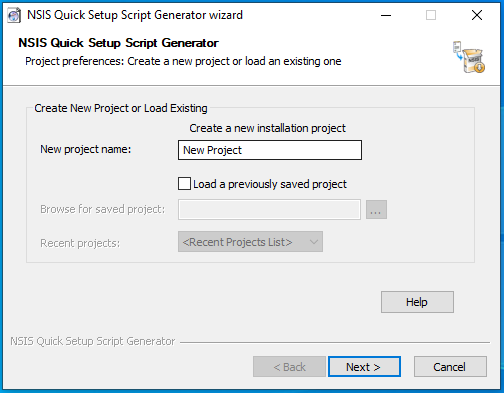 NSIS Quick Setup Script Generator wizard
NSIS Quick Setup Script Generator
Project preferences: Create a new project or load an existing one
Create New Project or Load Existing
Create a new installation project
New project name:
New Project
Load a previously saved project
Browse for saved project:
...
Recent projects:
<Recent Projects List>
Help
NSIS Quick Setup Script Generator
< Back
Next >
Cancel